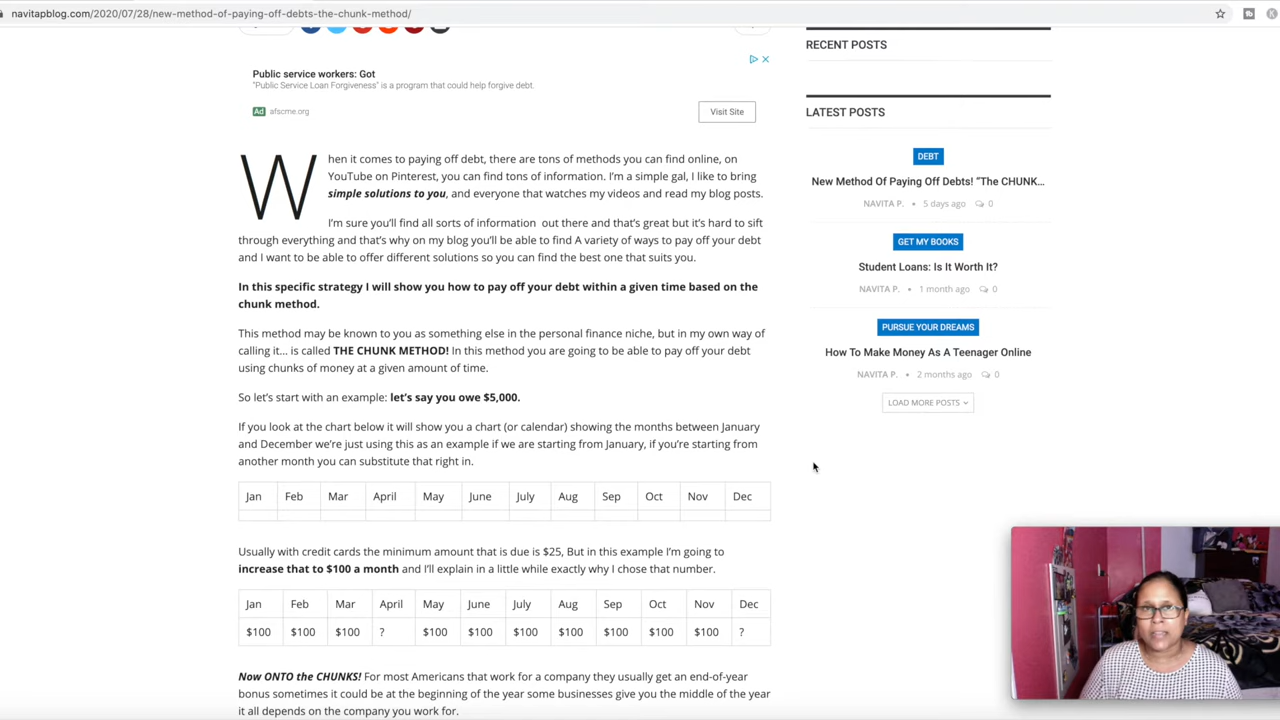 navitapblog.com/2020/07/28/new-method-of-paying-off-debts-the-chunk-method/
Public service workers: Got
"Public Service Loan Forgiveness" is a program that could help forgive debt.
Ad afscme.org
Visit Site
When it comes to paying off debt, there are tons of methods you can find online, on
YouTube on Pinterest, you can find tons of information. I'm a simple gal, I like to bring
simple solutions to you, and everyone that watches my videos and read my blog posts.
I'm sure you'll find all sorts of information out there and that's great but it's hard to sift
through everything and that's why on my blog you'll be able to find A variety of ways to pay off your debt
and I want to be able to offer different solutions so you can find the best one that suits you.
In this specific strategy I will show you how to pay off your debt within a given time based on the
chunk method.
This method may be known to you as something else in the personal finance niche, but in my own way of
calling it... is called THE CHUNK METHOD! In this method you are going to be able to pay off your debt
using chunks of money at a given amount of time.
So let's start with an example: let's say you owe $5,000.
If you look at the chart below it will show you a chart (or calendar) showing the months between January
and December we're just using this as an example if we are starting from January, if you're starting from
another month you can substitute that right in.
Jan Feb Mar April May June July Aug Sep Oct Nov Dec
Usually with credit cards the minimum amount that is due is $25, But in this example I'm going to
increase that to $100 a month and I'll explain in a little while exactly why I chose that number.
Jan Feb Mar April May June July Aug Sep Oct Nov Dec
$100 $100 $100 ? $100 $100 $100 $100 $100 $100 $100 ?
Now ONTO the CHUNKS! For most Americans that work for a company they usually get an end-of-year
bonus sometimes it could be at the beginning of the year some businesses give you the middle of the year
it all depends on the company you work for.
RECENT POSTS
LATEST POSTS
DEBT
New Method Of Paying Off Debts! "The CHUNK...
NAVITA P. • 5 days ago 0
GET MY BOOKS
Student Loans: Is It Worth It?
NAVITA P. • 1 month ago 0
PURSUE YOUR DREAMS
How To Make Money As A Teenager Online
NAVITA P. • 2 months ago 0
LOAD MORE POSTS